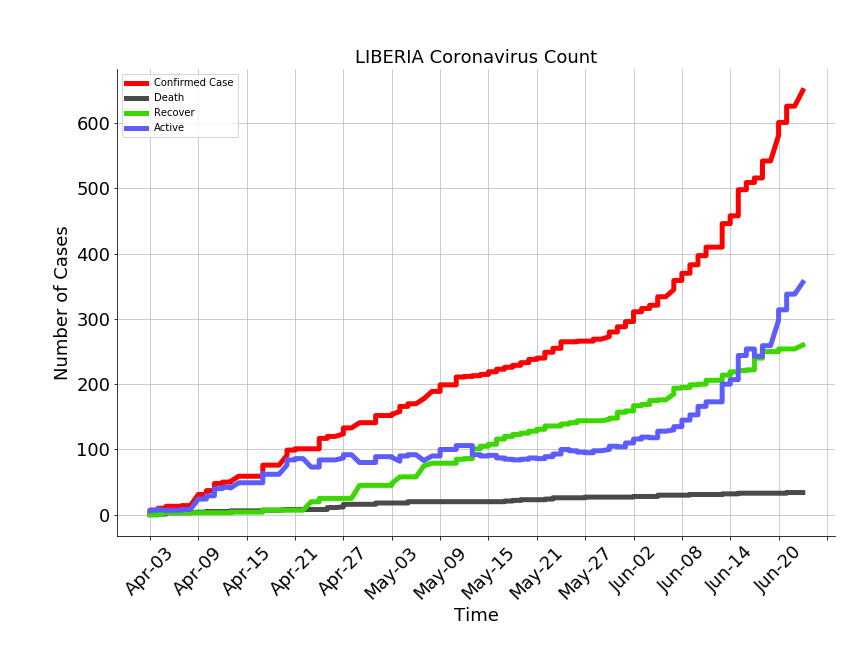 LIBERIA Coronavirus Count
Confirmed Case
Death
Recover
Active
Number of Cases
600
500
400
300
200
100
0
Apr-03
Apr-09
Apr-15
Apr-21
Apr-27
May-03
May-09
May-15
May-21
May-27
Jun-02
Jun-08
Jun-14
Jun-20
Time